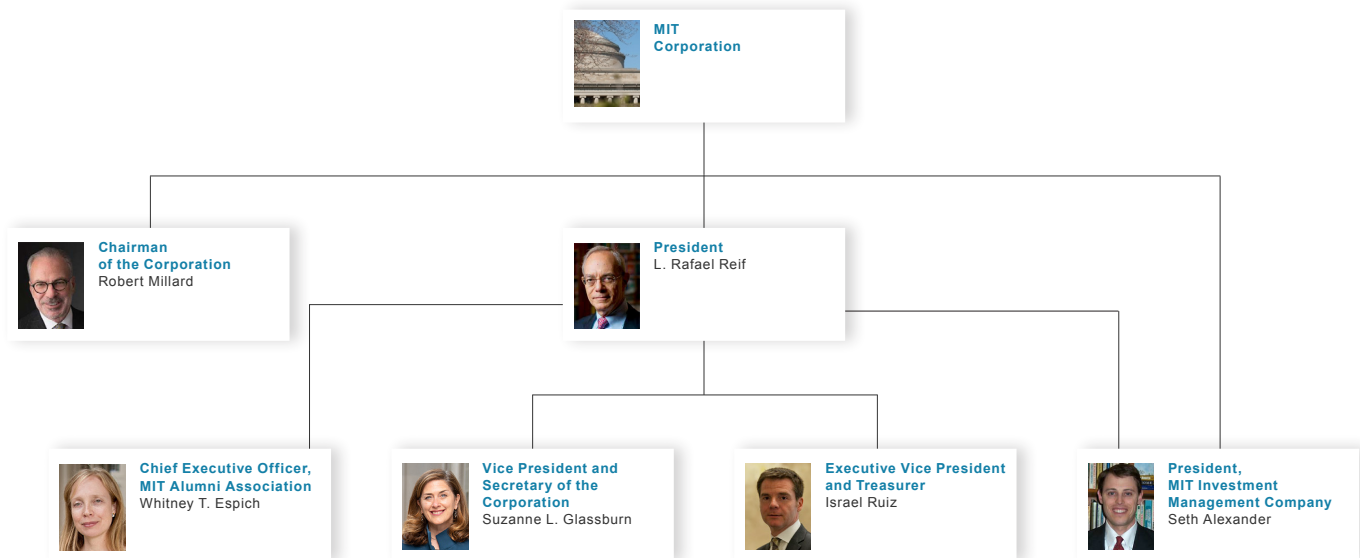 MIT
Corporation
Chairman
of the Corporation
Robert Millard
President
L. Rafael Reif
Chief Executive Officer,
MIT Alumni Association
Whitney T. Espich
Vice President and
Secretary of the
Corporation
Suzanne L. Glassburn
Executive Vice President
and Treasurer
Israel Ruiz
President,
MIT Investment
Management Company
Seth Alexander